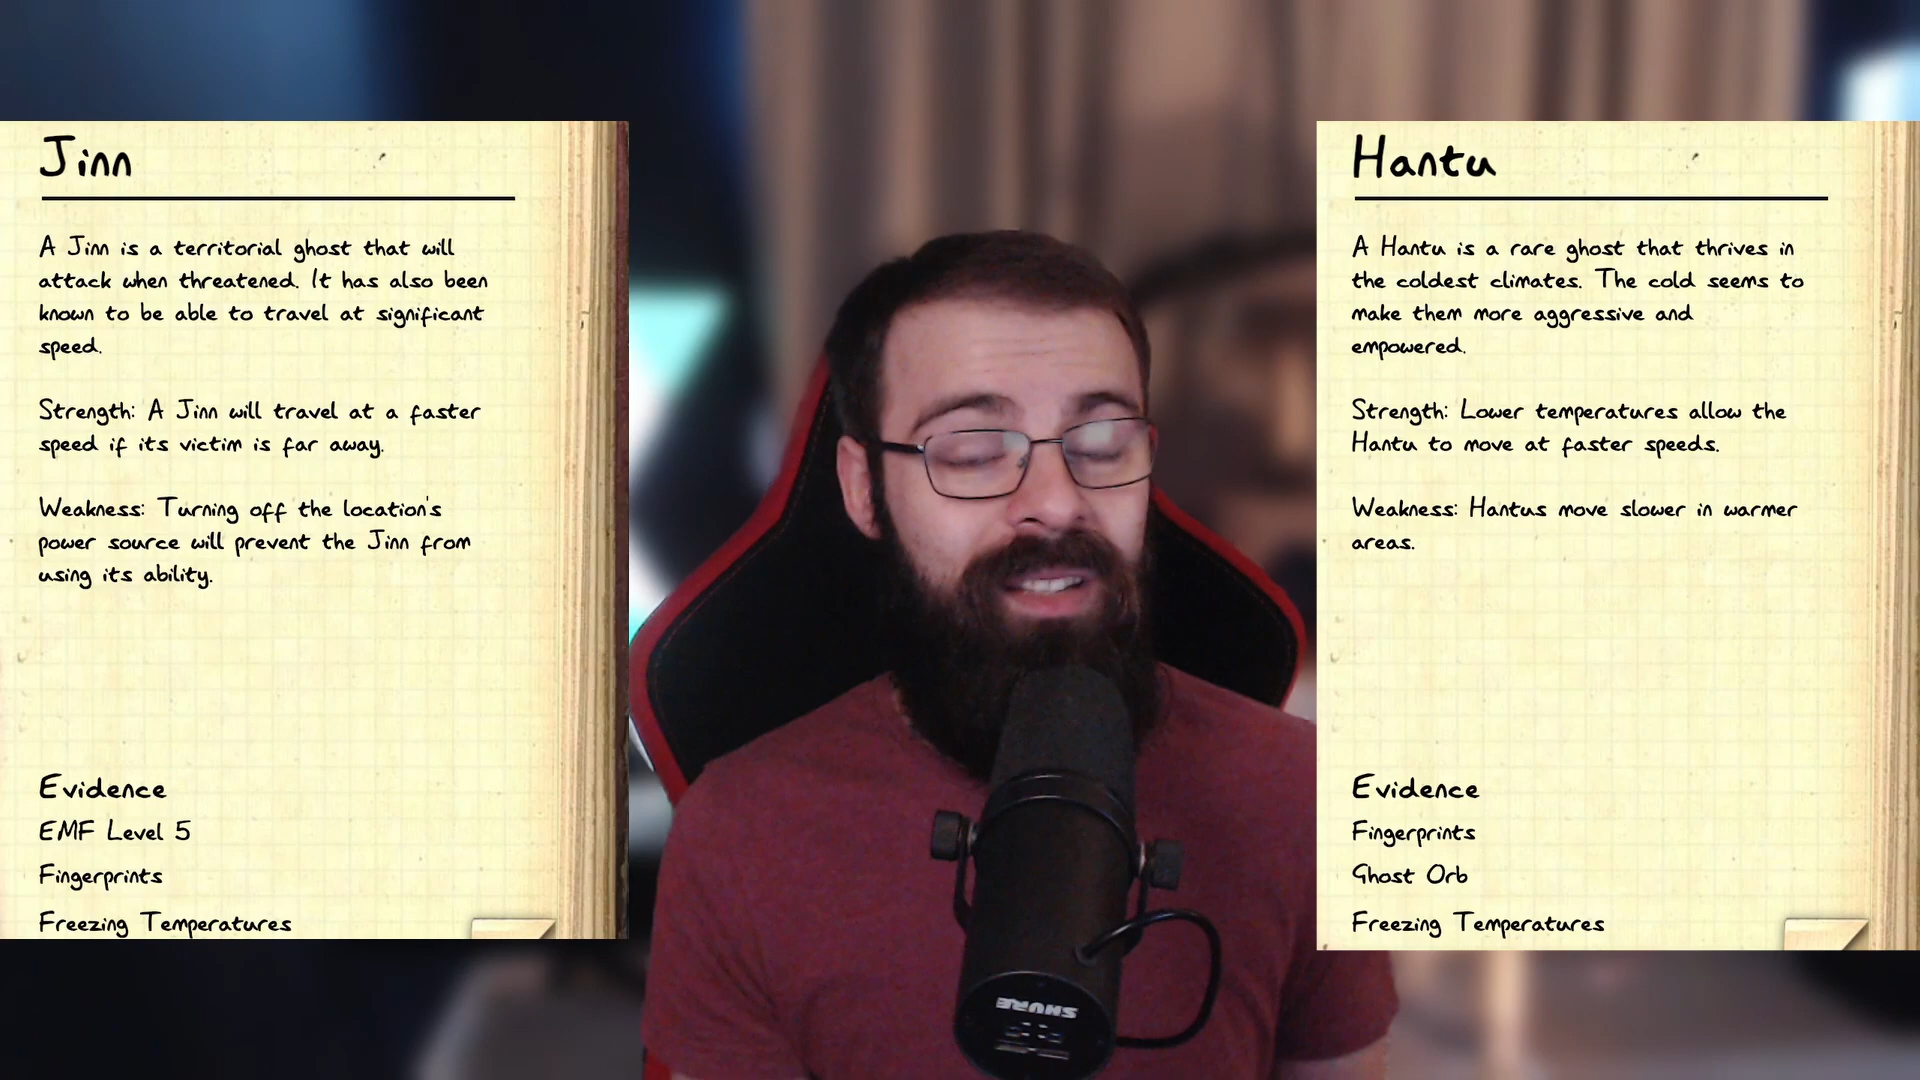 Jinn
A Jinn is a territorial ghost that will
attack when threatened. It has also been
known to be able to travel at significant
speed.
Strength: A Jinn will travel at a faster
speed if its victim is far away.
Weakness: Turning off the location's
power source will prevent the Jinn from
using its ability.
Evidence
EMF Level 5
Fingerprints
Freezing Temperatures
Hantu
A Hantu is a rare ghost that thrives in
the coldest climates. The cold seems to
make them more aggressive and
empowered.
Strength: Lower temperatures allow the
Hantu to move at faster speeds.
Weakness: Hantus move slower in warmer
areas.
Evidence
Fingerprints
Ghost Orb
Freezing Temperatures
SHURE